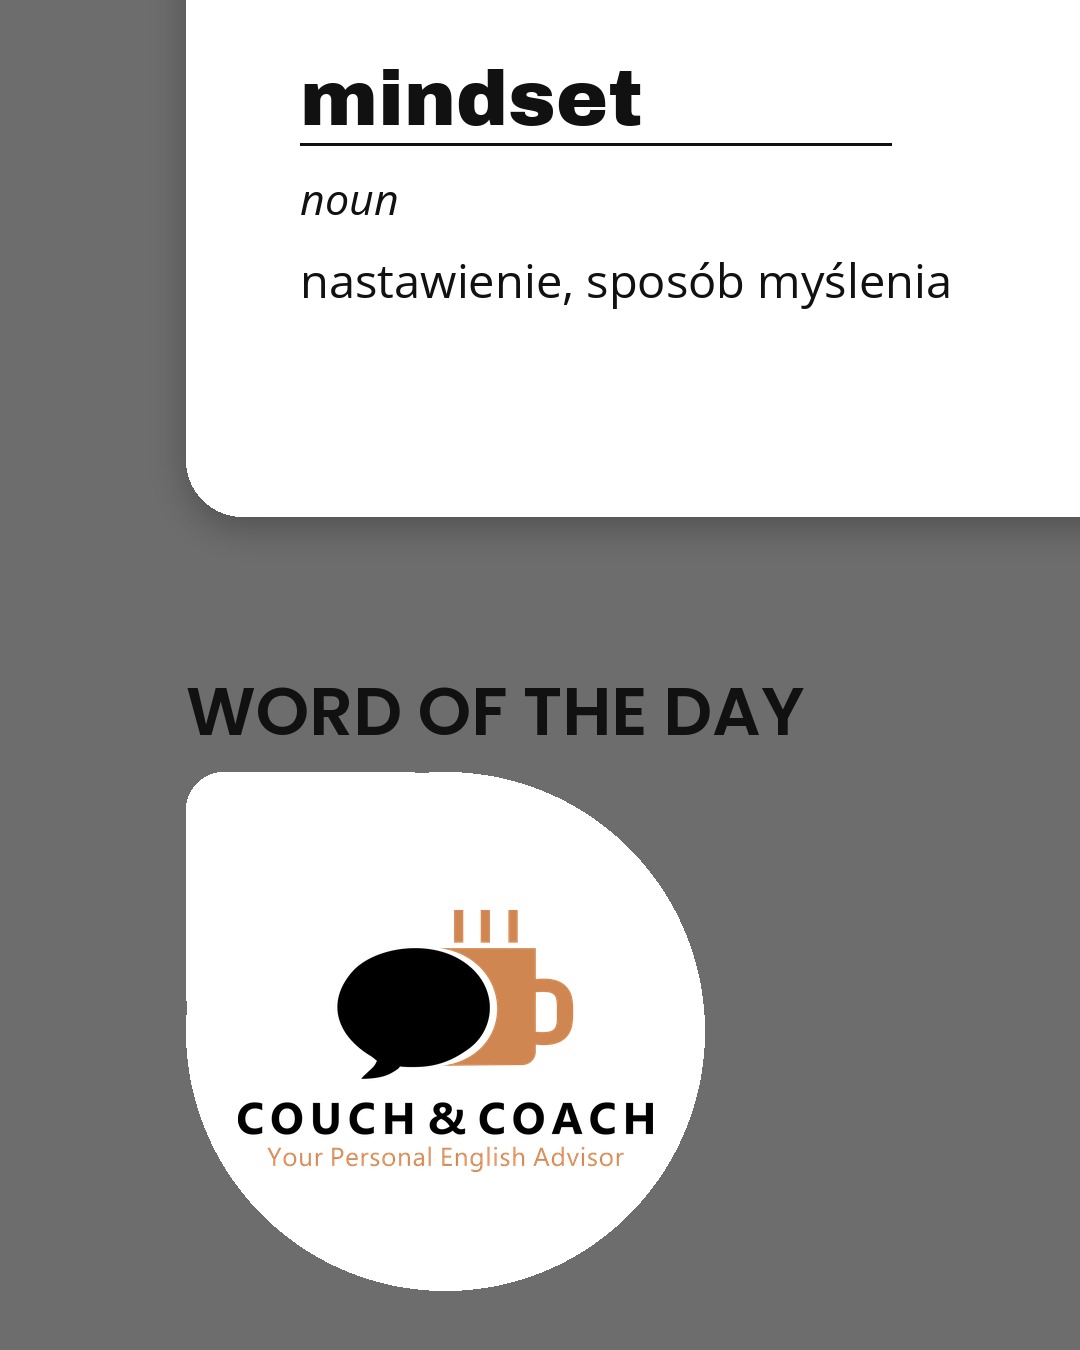 mindset
noun
nastawienie, sposób myślenia
WORD OF THE DAY
COUCH & COACH
Your Personal English Advisor